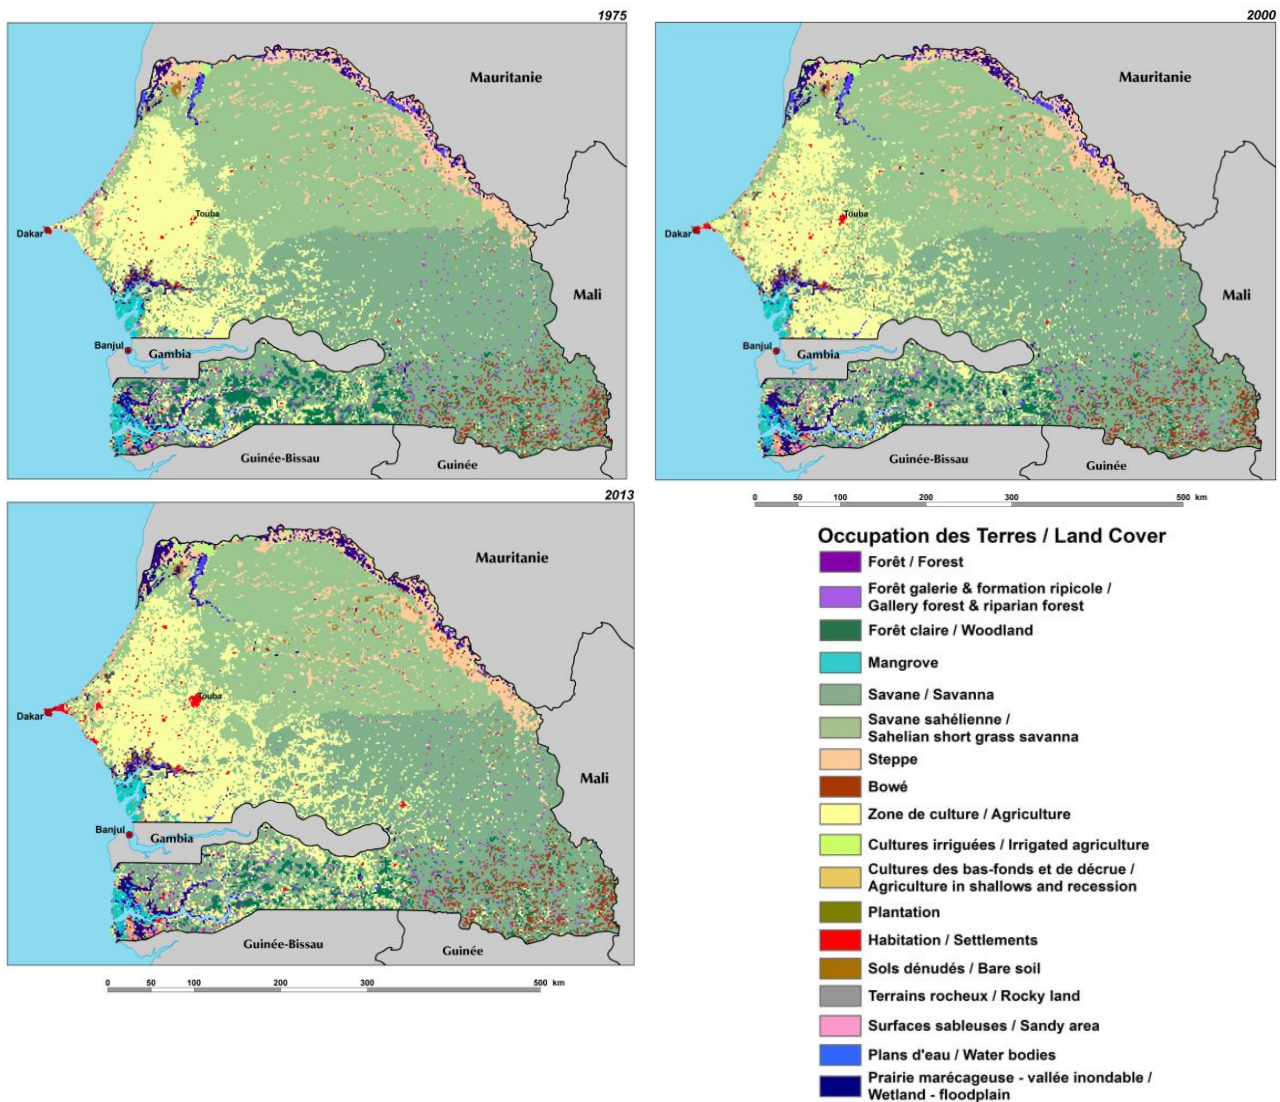 1975
Mauritanie
Touba
Dakar
Mali
Banjul
Gambia
Guinée-Bissau
Guinée
2000
Mauritanie
Touba
Dakar
Mali
Banjul
Gambia
Guinée-Bissau
Guinée
0 50 100 200 300 500 km
2013
Mauritanie
Touba
Dakar
Mali
Banjul
Gambia
Guinée-Bissau
Guinée
0 50 100 200 300 500 km
Occupation des Terres / Land Cover
Forêt / Forest
Forêt galerie & formation ripicole /
Gallery forest & riparian forest
Forêt claire / Woodland
Mangrove
Savane / Savanna
Savane sahélienne /
Sahelian short grass savanna
Steppe
Bowé
Zone de culture / Agriculture
Cultures irriguées / Irrigated agriculture
Cultures des bas-fonds et de décrue /
Agriculture in shallows and recession
Plantation
Habitation / Settlements
Sols dénudés / Bare soil
Terrains rocheux / Rocky land
Surfaces sableuses / Sandy area
Plans d'eau / Water bodies
Prairie marécageuse - vallée inondable /
Wetland - floodplain